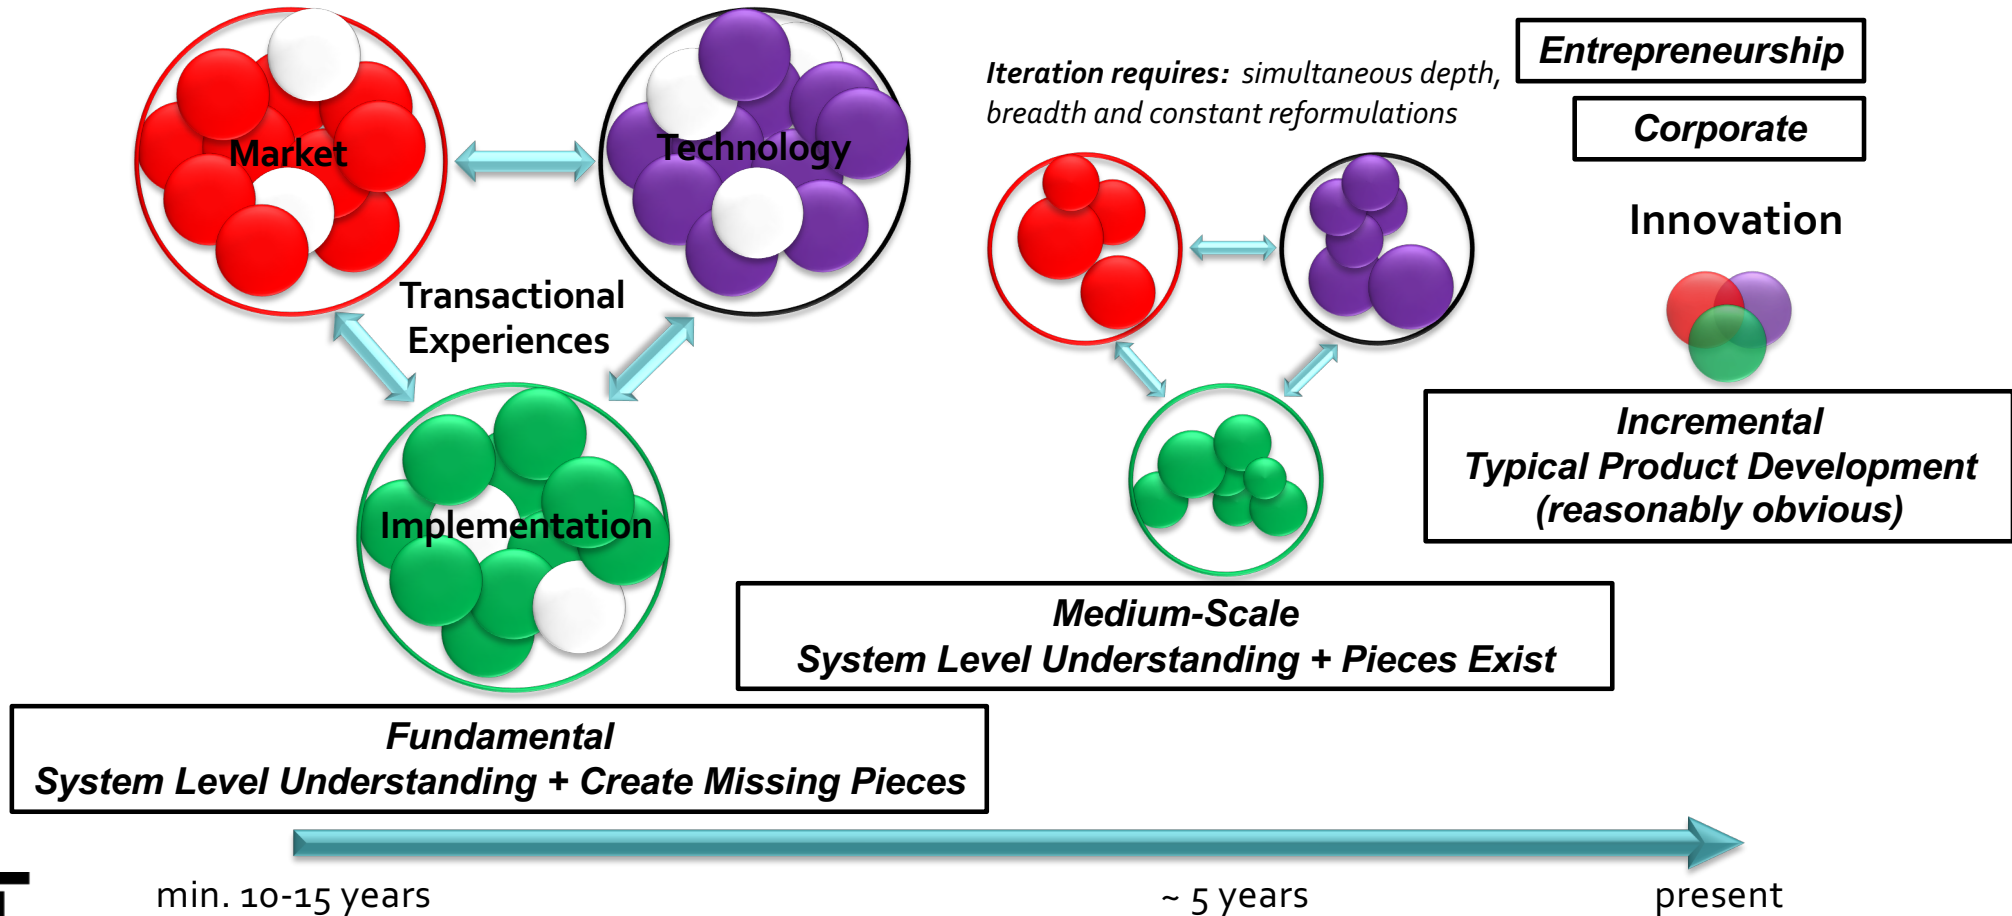 Market
Technology
Transactional
Experiences
Implementation
Iteration requires: simultaneous depth,
breadth and constant reformulations
Entrepreneurship
Corporate
Innovation
Incremental
Typical Product Development
(reasonably obvious)
Medium-Scale
System Level Understanding + Pieces Exist
Fundamental
System Level Understanding + Create Missing Pieces
min. 10-15 years
~ 5 years
present